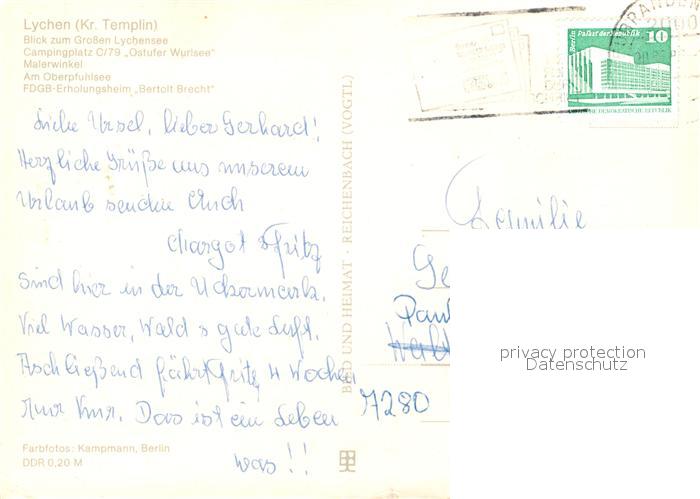 Lychen (Kr. Templin)
Blick zum Großen Lychensee
Campingplatz C/79 „Ostufer Wurlsee"
Malerwinkel
Am Oberpfuhlsee
FDGB-Erholungsheim „Bertolt Brecht"
Liebe Ursel, lieber Gerhard!
Herzliche Grüße aus unserem
Urlaub senden Euch
Margot + Fritz
Sind hier in der Uckermark.
Viel Wasser, Wald + gute Luft.
Anschließend fährt Fritz 4 Wochen
zur Kur. Das ist ein Leben
was!!
Farbfotos: Kampmann, Berlin
DDR 0,20 M
BILD UND HEIMAT · REICHENBACH (VOGTL)
BRANDEN
Berlin Palast der Republik 10
DEMOKRATISCHE REPUBLIK
Familie
Ge
Pau
7280
privacy protection
Datenschutz